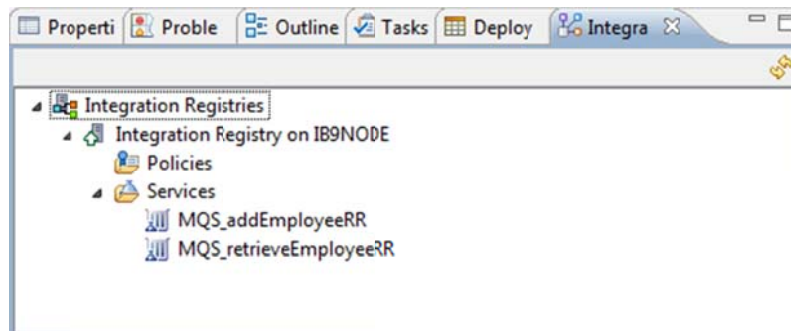 Properti Proble Outline Tasks Deploy Integra
Integration Registries
Integration Registry on IB9NODE
Policies
Services
MQS_addEmployeeRR
MQS_retrieveEmployeeRR